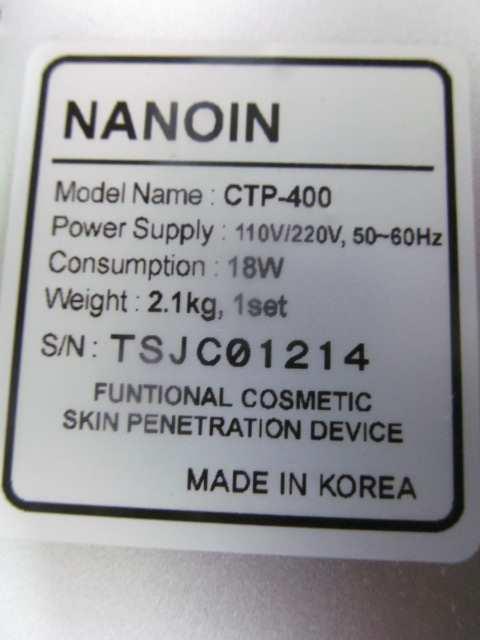 NANOIN
Model Name : CTP-400
Power Supply : 110V/220V, 50~60Hz
Consumption : 18W
Weight : 2.1kg, 1set
S/N : TSJC01214
FUNTIONAL COSMETIC
SKIN PENETRATION DEVICE
MADE IN KOREA